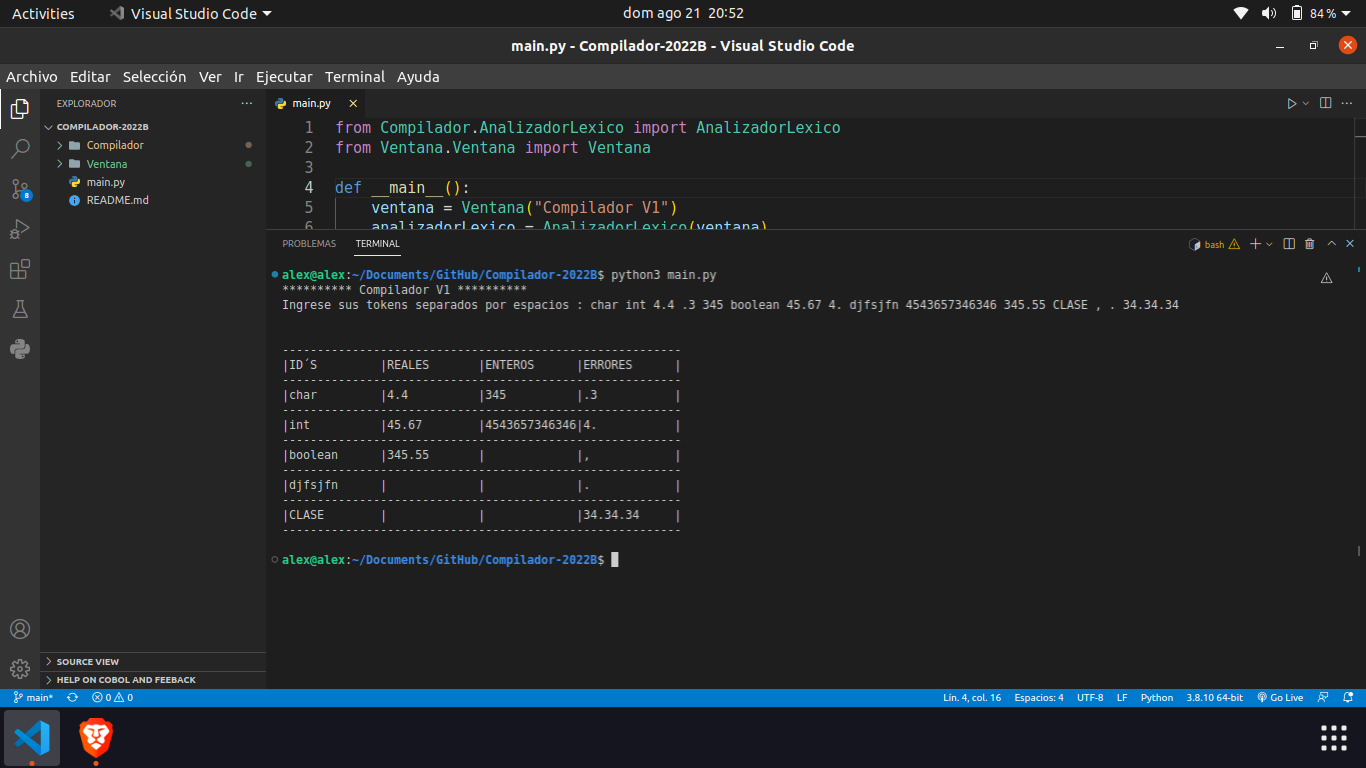 Activities Visual Studio Code dom ago 21 20:52 84 %
main.py - Compilador-2022B - Visual Studio Code
Archivo Editar Selección Ver Ir Ejecutar Terminal Ayuda
EXPLORADOR ···
COMPILADOR-2022B
Compilador
Ventana
main.py
README.md
SOURCE VIEW
HELP ON COBOL AND FEEBACK
8
main.py
1 from Compilador.AnalizadorLexico import AnalizadorLexico
2 from Ventana.Ventana import Ventana
3
4 def __main__():
5 ventana = Ventana("Compilador V1")
6 analizadorLexico = AnalizadorLexico(ventana)
PROBLEMAS TERMINAL bash
alex@alex:~/Documents/GitHub/Compilador-2022B$ python3 main.py
********** Compilador V1 **********
Ingrese sus tokens separados por espacios : char int 4.4 .3 345 boolean 45.67 4. djfsjfn 4543657346346 345.55 CLASE , . 34.34.34
---------------------------------------------------------
|ID´S |REALES |ENTEROS |ERRORES |
---------------------------------------------------------
|char |4.4 |345 |.3 |
---------------------------------------------------------
|int |45.67 |4543657346346|4. |
---------------------------------------------------------
|boolean |345.55 | |, |
---------------------------------------------------------
|djfsjfn | | |. |
---------------------------------------------------------
|CLASE | | |34.34.34 |
---------------------------------------------------------
alex@alex:~/Documents/GitHub/Compilador-2022B$
main* 0 0 Lín. 4, col. 16 Espacios: 4 UTF-8 LF Python 3.8.10 64-bit Go Live